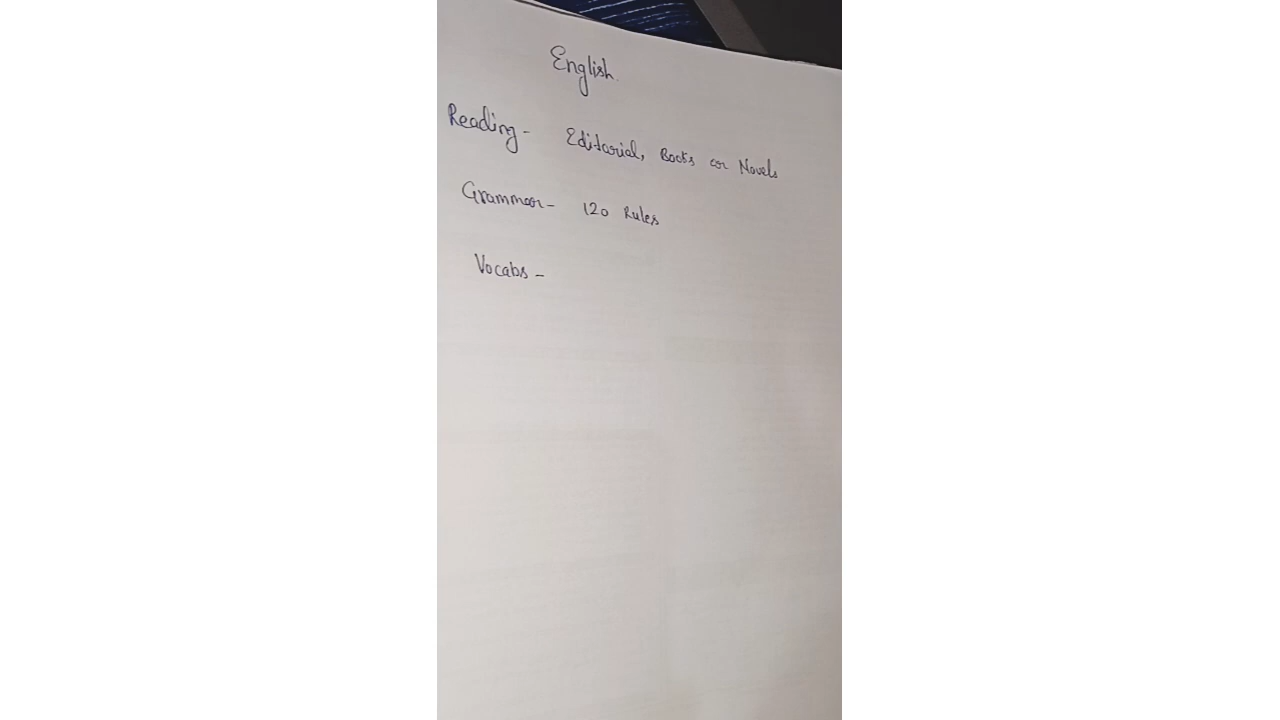 English
Reading- Editorial, Books or Novels
Grammar- 120 Rules
Vocabs-